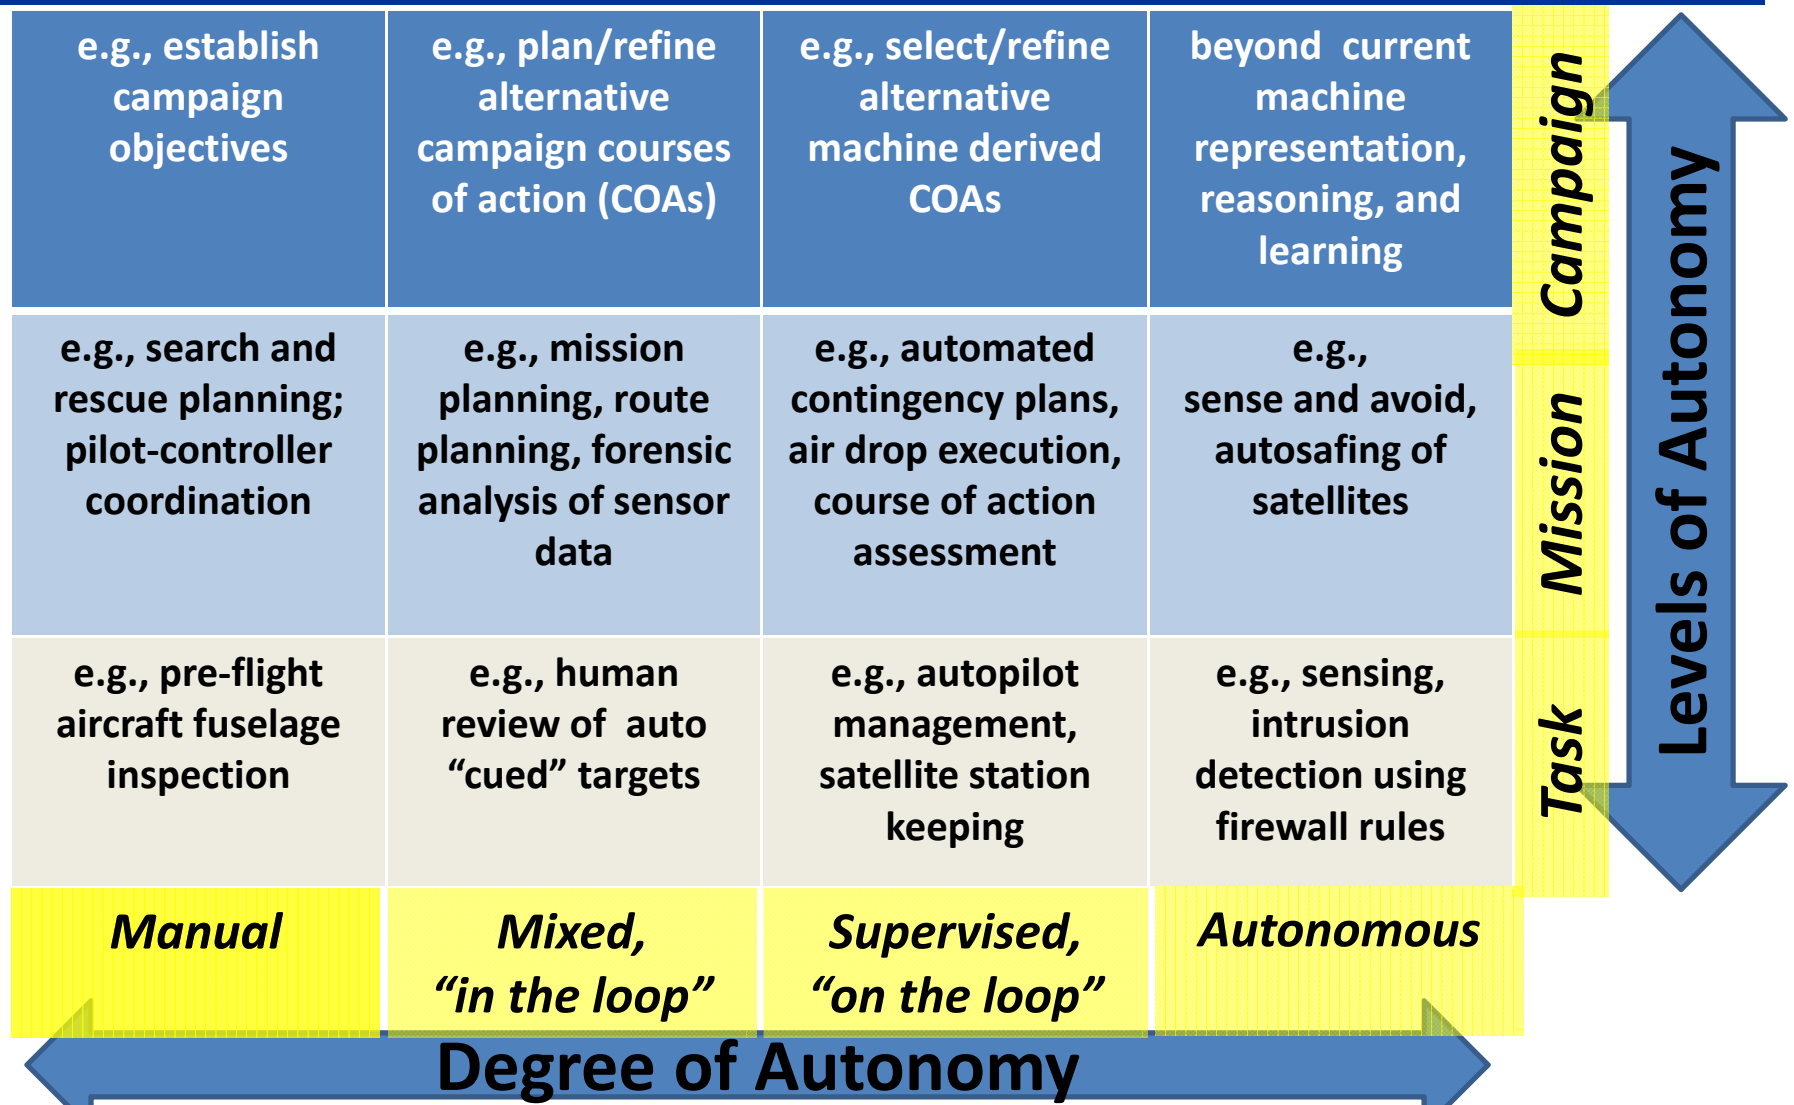 e.g., establish
campaign
objectives
e.g., plan/refine
alternative
campaign courses
of action (COAs)
e.g., select/refine
alternative
machine derived
COAs
beyond  current
machine
representation,
reasoning, and
learning
Campaign
e.g., search and
rescue planning;
pilot-controller
coordination
e.g., mission
planning, route
planning, forensic
analysis of sensor
data
e.g., automated
contingency plans,
air drop execution,
course of action
assessment
e.g.,
sense and avoid,
autosafing of
satellites
Mission
e.g., pre-flight
aircraft fuselage
inspection
e.g., human
review of  auto
“cued” targets
e.g., autopilot
management,
satellite station
keeping
e.g., sensing,
intrusion
detection using
firewall rules
Task
Levels of Autonomy
Manual
Mixed,
“in the loop”
Supervised,
“on the loop”
Autonomous
Degree of Autonomy